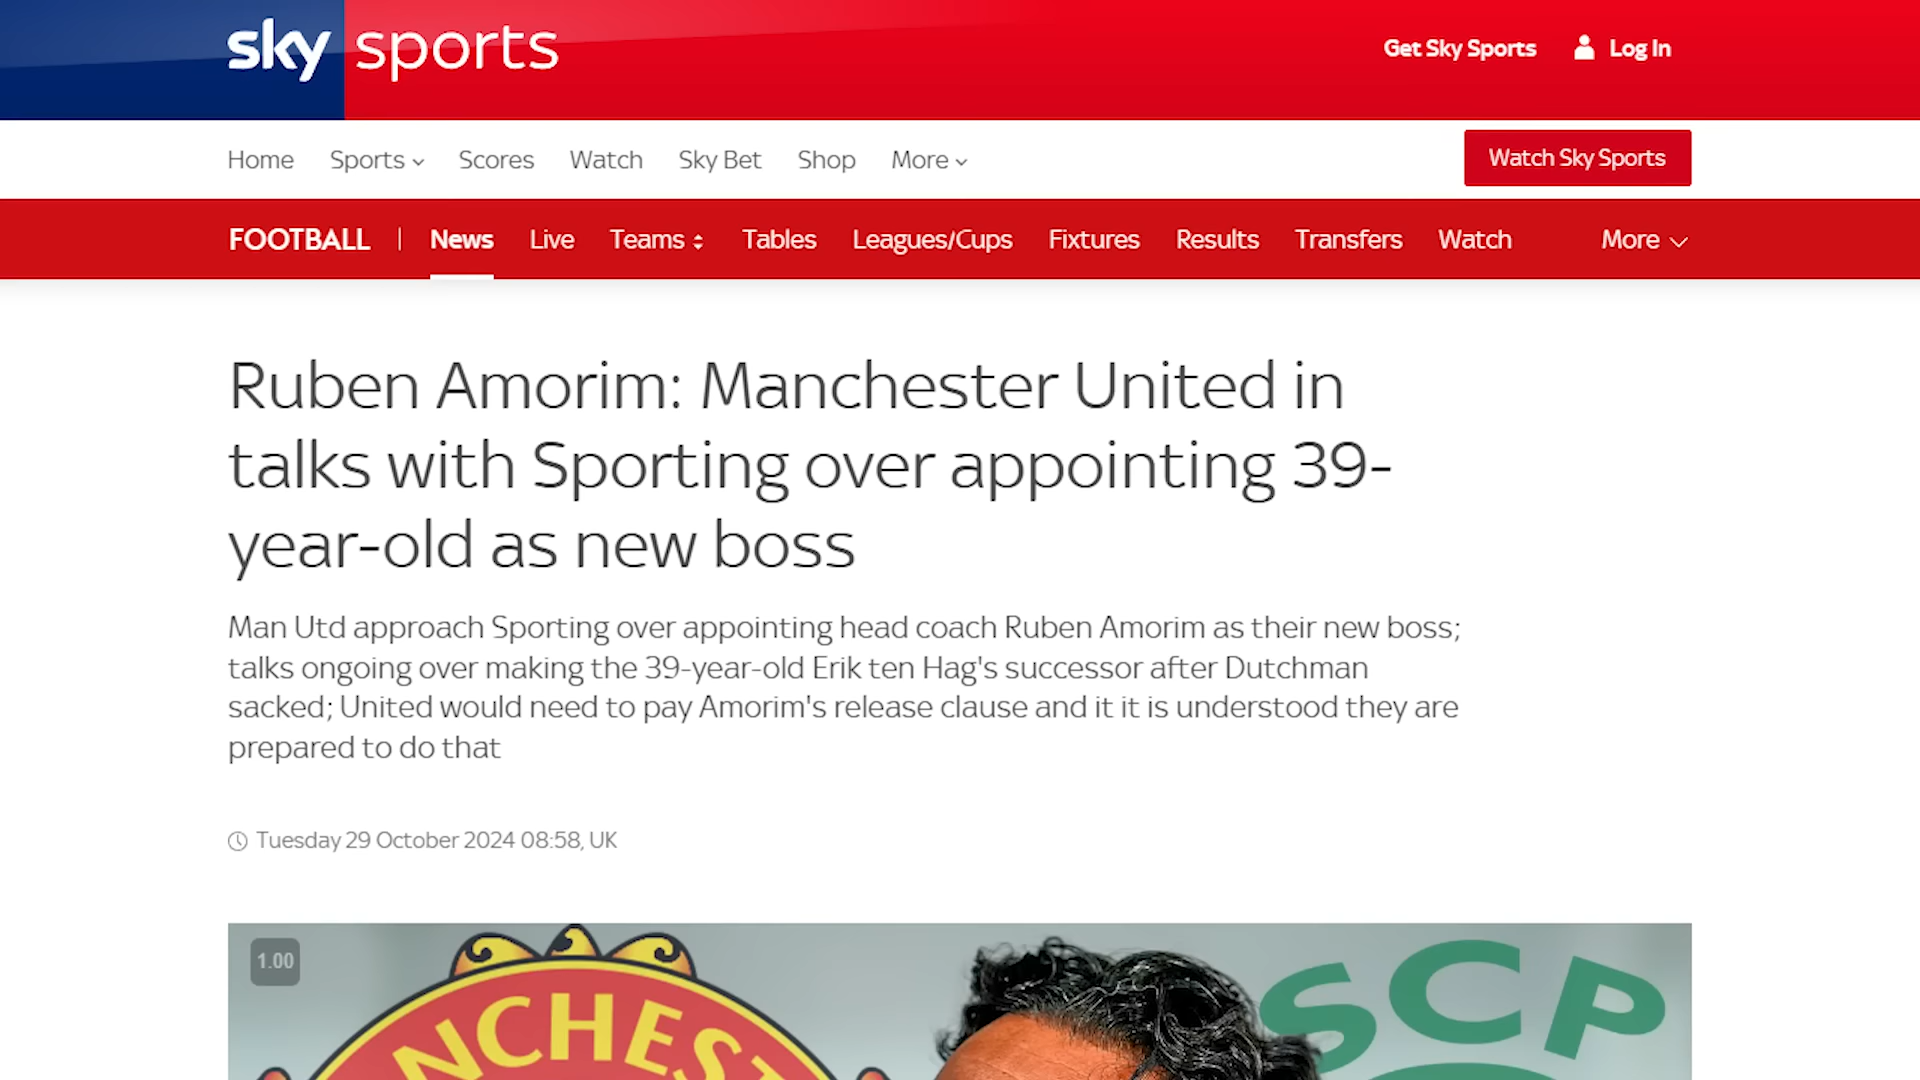 sky sports
Get Sky Sports Log In
Home Sports Scores Watch Sky Bet Shop More
Watch Sky Sports
FOOTBALL | News Live Teams Tables Leagues/Cups Fixtures Results Transfers Watch More
Ruben Amorim: Manchester United in
talks with Sporting over appointing 39-
year-old as new boss
Man Utd approach Sporting over appointing head coach Ruben Amorim as their new boss;
talks ongoing over making the 39-year-old Erik ten Hag's successor after Dutchman
sacked; United would need to pay Amorim's release clause and it it is understood they are
prepared to do that
Tuesday 29 October 2024 08:58, UK
1.00
NCHEST
SCP